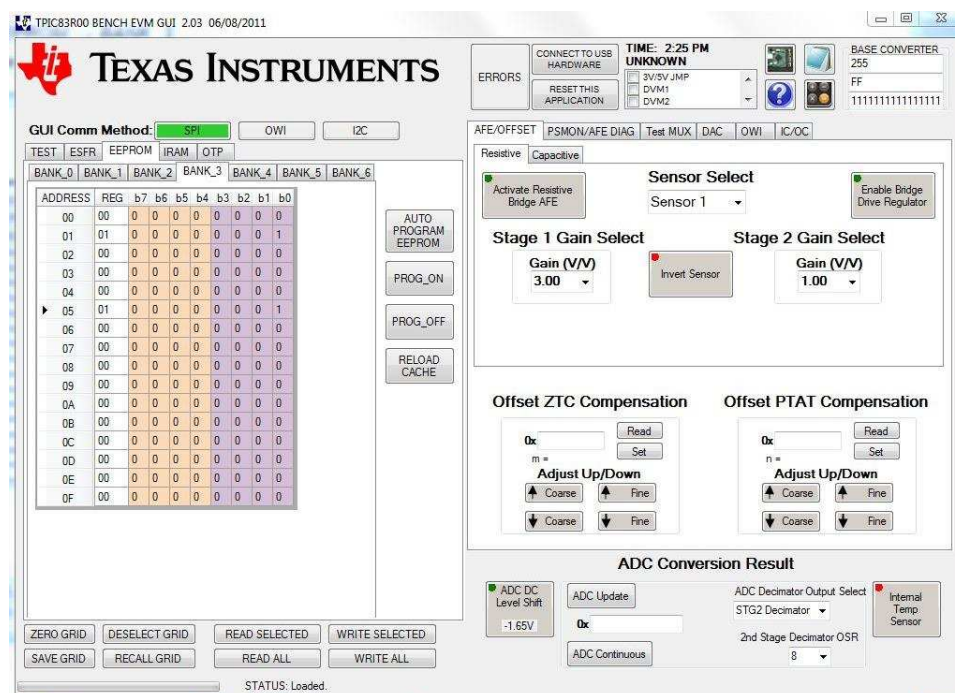 TPIC83R00 BENCH EVM GUI 2.03 06/08/2011
TEXAS INSTRUMENTS
ERRORS
CONNECT TO USB HARDWARE
RESET THIS APPLICATION
TIME: 2:25 PM
UNKNOWN
3V/5V JMP
DVM1
DVM2
BASE CONVERTER
255
FF
1111111111111111
GUI Comm Method: SPI OWI I2C
TEST ESFR EEPROM IRAM OTP
BANK_0 BANK_1 BANK_2 BANK_3 BANK_4 BANK_5 BANK_6
ADDRESS REG b7 b6 b5 b4 b3 b2 b1 b0
00 00 0 0 0 0 0 0 0 0
01 01 0 0 0 0 0 0 0 1
02 00 0 0 0 0 0 0 0 0
03 00 0 0 0 0 0 0 0 0
04 00 0 0 0 0 0 0 0 0
05 01 0 0 0 0 0 0 0 1
06 00 0 0 0 0 0 0 0 0
07 00 0 0 0 0 0 0 0 0
08 00 0 0 0 0 0 0 0 0
09 00 0 0 0 0 0 0 0 0
0A 00 0 0 0 0 0 0 0 0
0B 00 0 0 0 0 0 0 0 0
0C 00 0 0 0 0 0 0 0 0
0D 00 0 0 0 0 0 0 0 0
0E 00 0 0 0 0 0 0 0 0
0F 00 0 0 0 0 0 0 0 0
AUTO
PROGRAM
EEPROM
PROG_ON
PROG_OFF
RELOAD
CACHE
ZERO GRID DESELECT GRID READ SELECTED WRITE SELECTED
SAVE GRID RECALL GRID READ ALL WRITE ALL
STATUS: Loaded.
AFE/OFFSET PSMON/AFE DIAG Test MUX DAC OWI IC/OC
Resistive Capacitive
Activate Resistive
Bridge AFE
Sensor Select
Sensor 1
Enable Bridge
Drive Regulator
Stage 1 Gain Select
Gain (V/V)
3.00
Invert Sensor
Stage 2 Gain Select
Gain (V/V)
1.00
Offset ZTC Compensation
0x
Read
m =
Set
Adjust Up/Down
Coarse Fine
Coarse Fine
Offset PTAT Compensation
0x
Read
n =
Set
Adjust Up/Down
Coarse Fine
Coarse Fine
ADC Conversion Result
ADC DC
Level Shift
-1.65V
ADC Update
0x
ADC Continuous
ADC Decimator Output Select
STG2 Decimator
2nd Stage Decimator OSR
8
Internal
Temp
Sensor